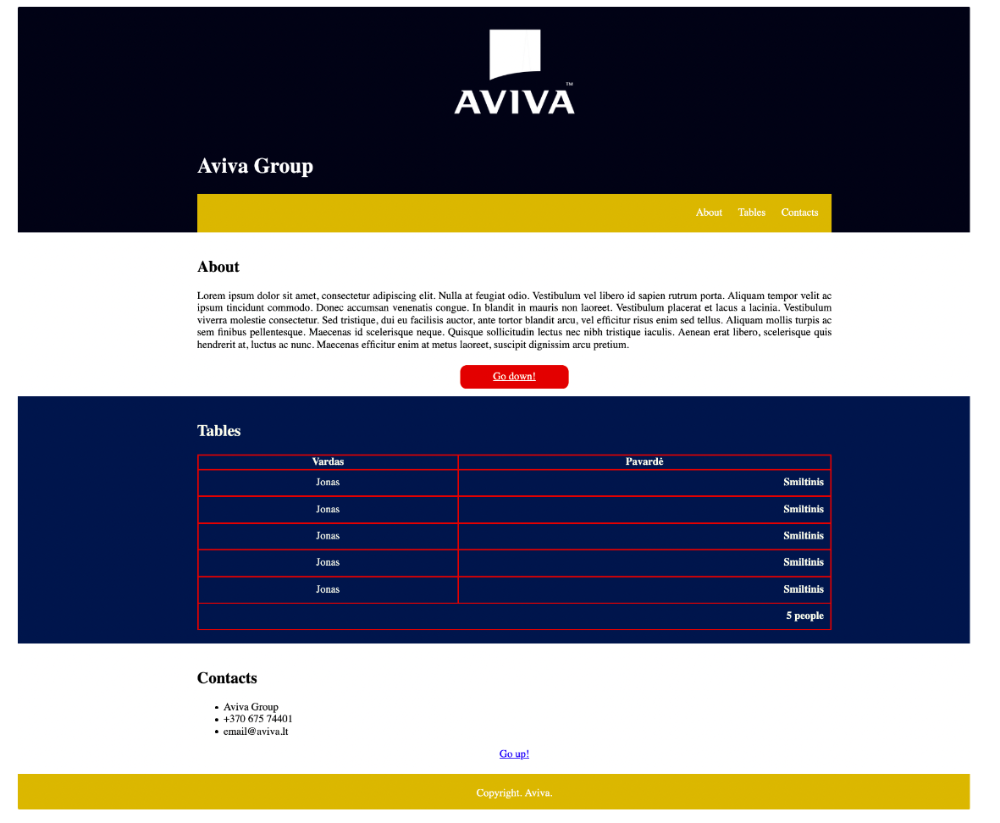 AVIVA™
Aviva Group
About Tables Contacts
About
Lorem ipsum dolor sit amet, consectetur adipiscing elit. Nulla at feugiat odio. Vestibulum vel libero id sapien rutrum porta. Aliquam tempor velit ac
ipsum tincidunt commodo. Donec accumsan venenatis congue. In blandit in mauris non laoreet. Vestibulum placerat et lacus a lacinia. Vestibulum
viverra molestie consectetur. Sed tristique, dui eu facilisis auctor, ante tortor blandit arcu, vel efficitur risus enim sed tellus. Aliquam mollis turpis ac
sem finibus pellentesque. Maecenas id scelerisque neque. Quisque sollicitudin lectus nec nibh tristique iaculis. Aenean erat libero, scelerisque quis
hendrerit at, luctus ac nunc. Maecenas efficitur enim at metus laoreet, suscipit dignissim arcu pretium.
Go down!
Tables
Vardas Pavardė
Jonas Smiltinis
Jonas Smiltinis
Jonas Smiltinis
Jonas Smiltinis
Jonas Smiltinis
5 people
Contacts
• Aviva Group
• +370 675 74401
• email@aviva.lt
Go up!
Copyright. Aviva.